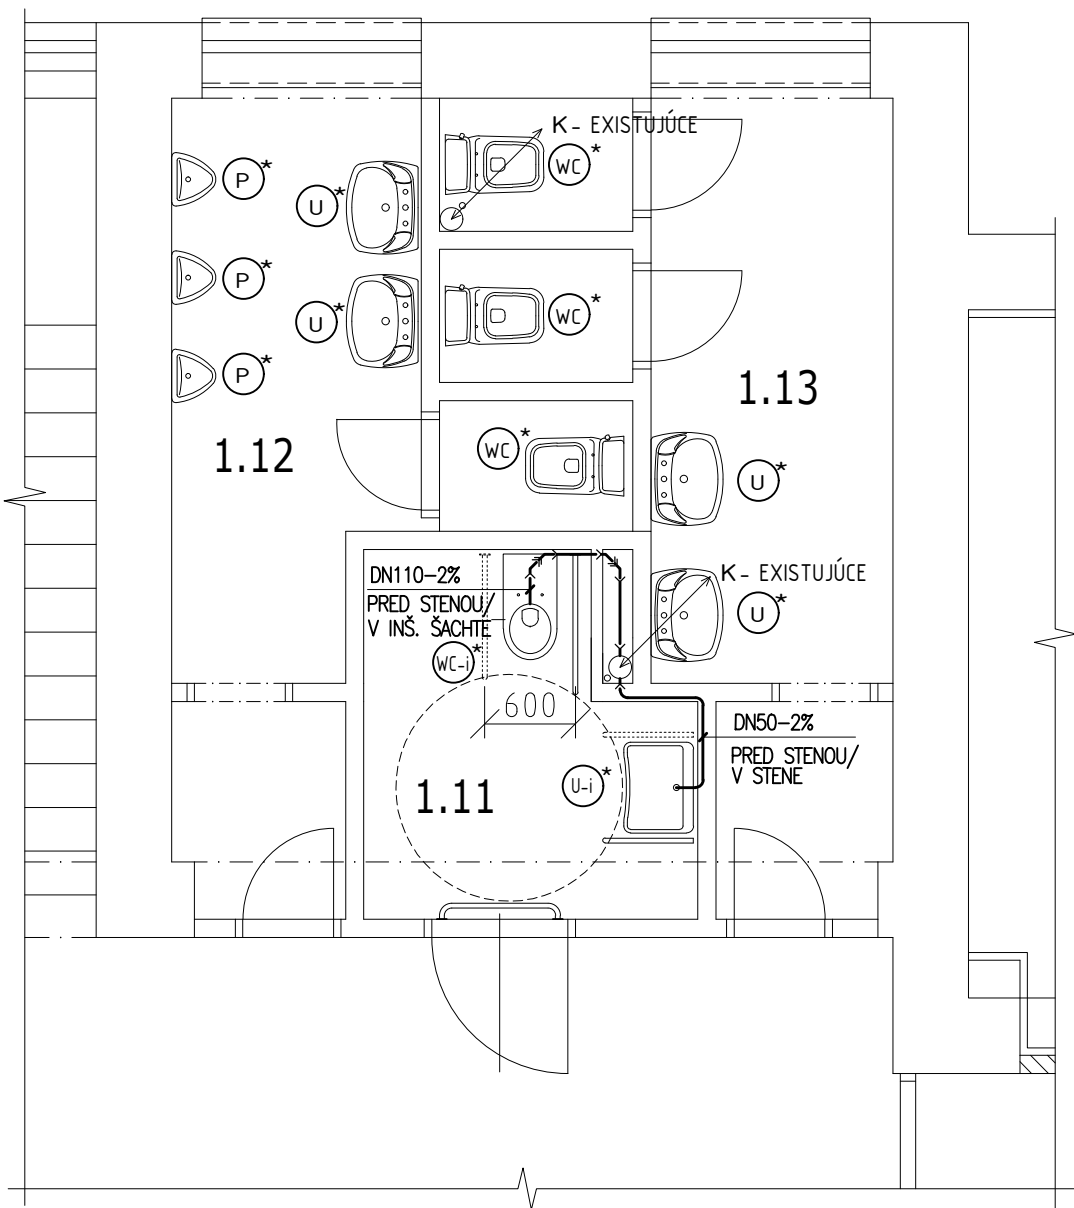 K - EXISTUJÚCE
WC*
P*
U*
P*
U*
WC*
P*
1.13
1.12
WC*
U*
DN110-2%
PRED STENOU/
V INŠ. ŠACHTE
WC-i*
K - EXISTUJÚCE
U*
600
DN50-2%
PRED STENOU/
V STENE
U-i*
1.11